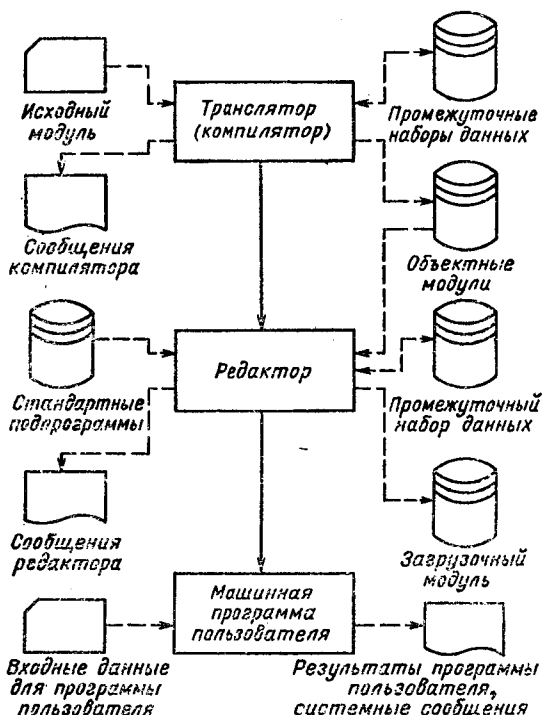 Исходный
модуль
Транслятор
(компилятор)
Промежуточные
наборы данных
Сообщения
компилятора
Объектные
модули
Стандартные
подпрограммы
Редактор
Промежуточный
набор данных
Сообщения
редактора
Загрузочный
модуль
Машинная
программа
пользователя
Входные данные
для программы
пользователя
Результаты программы
пользователя,
системные сообщения